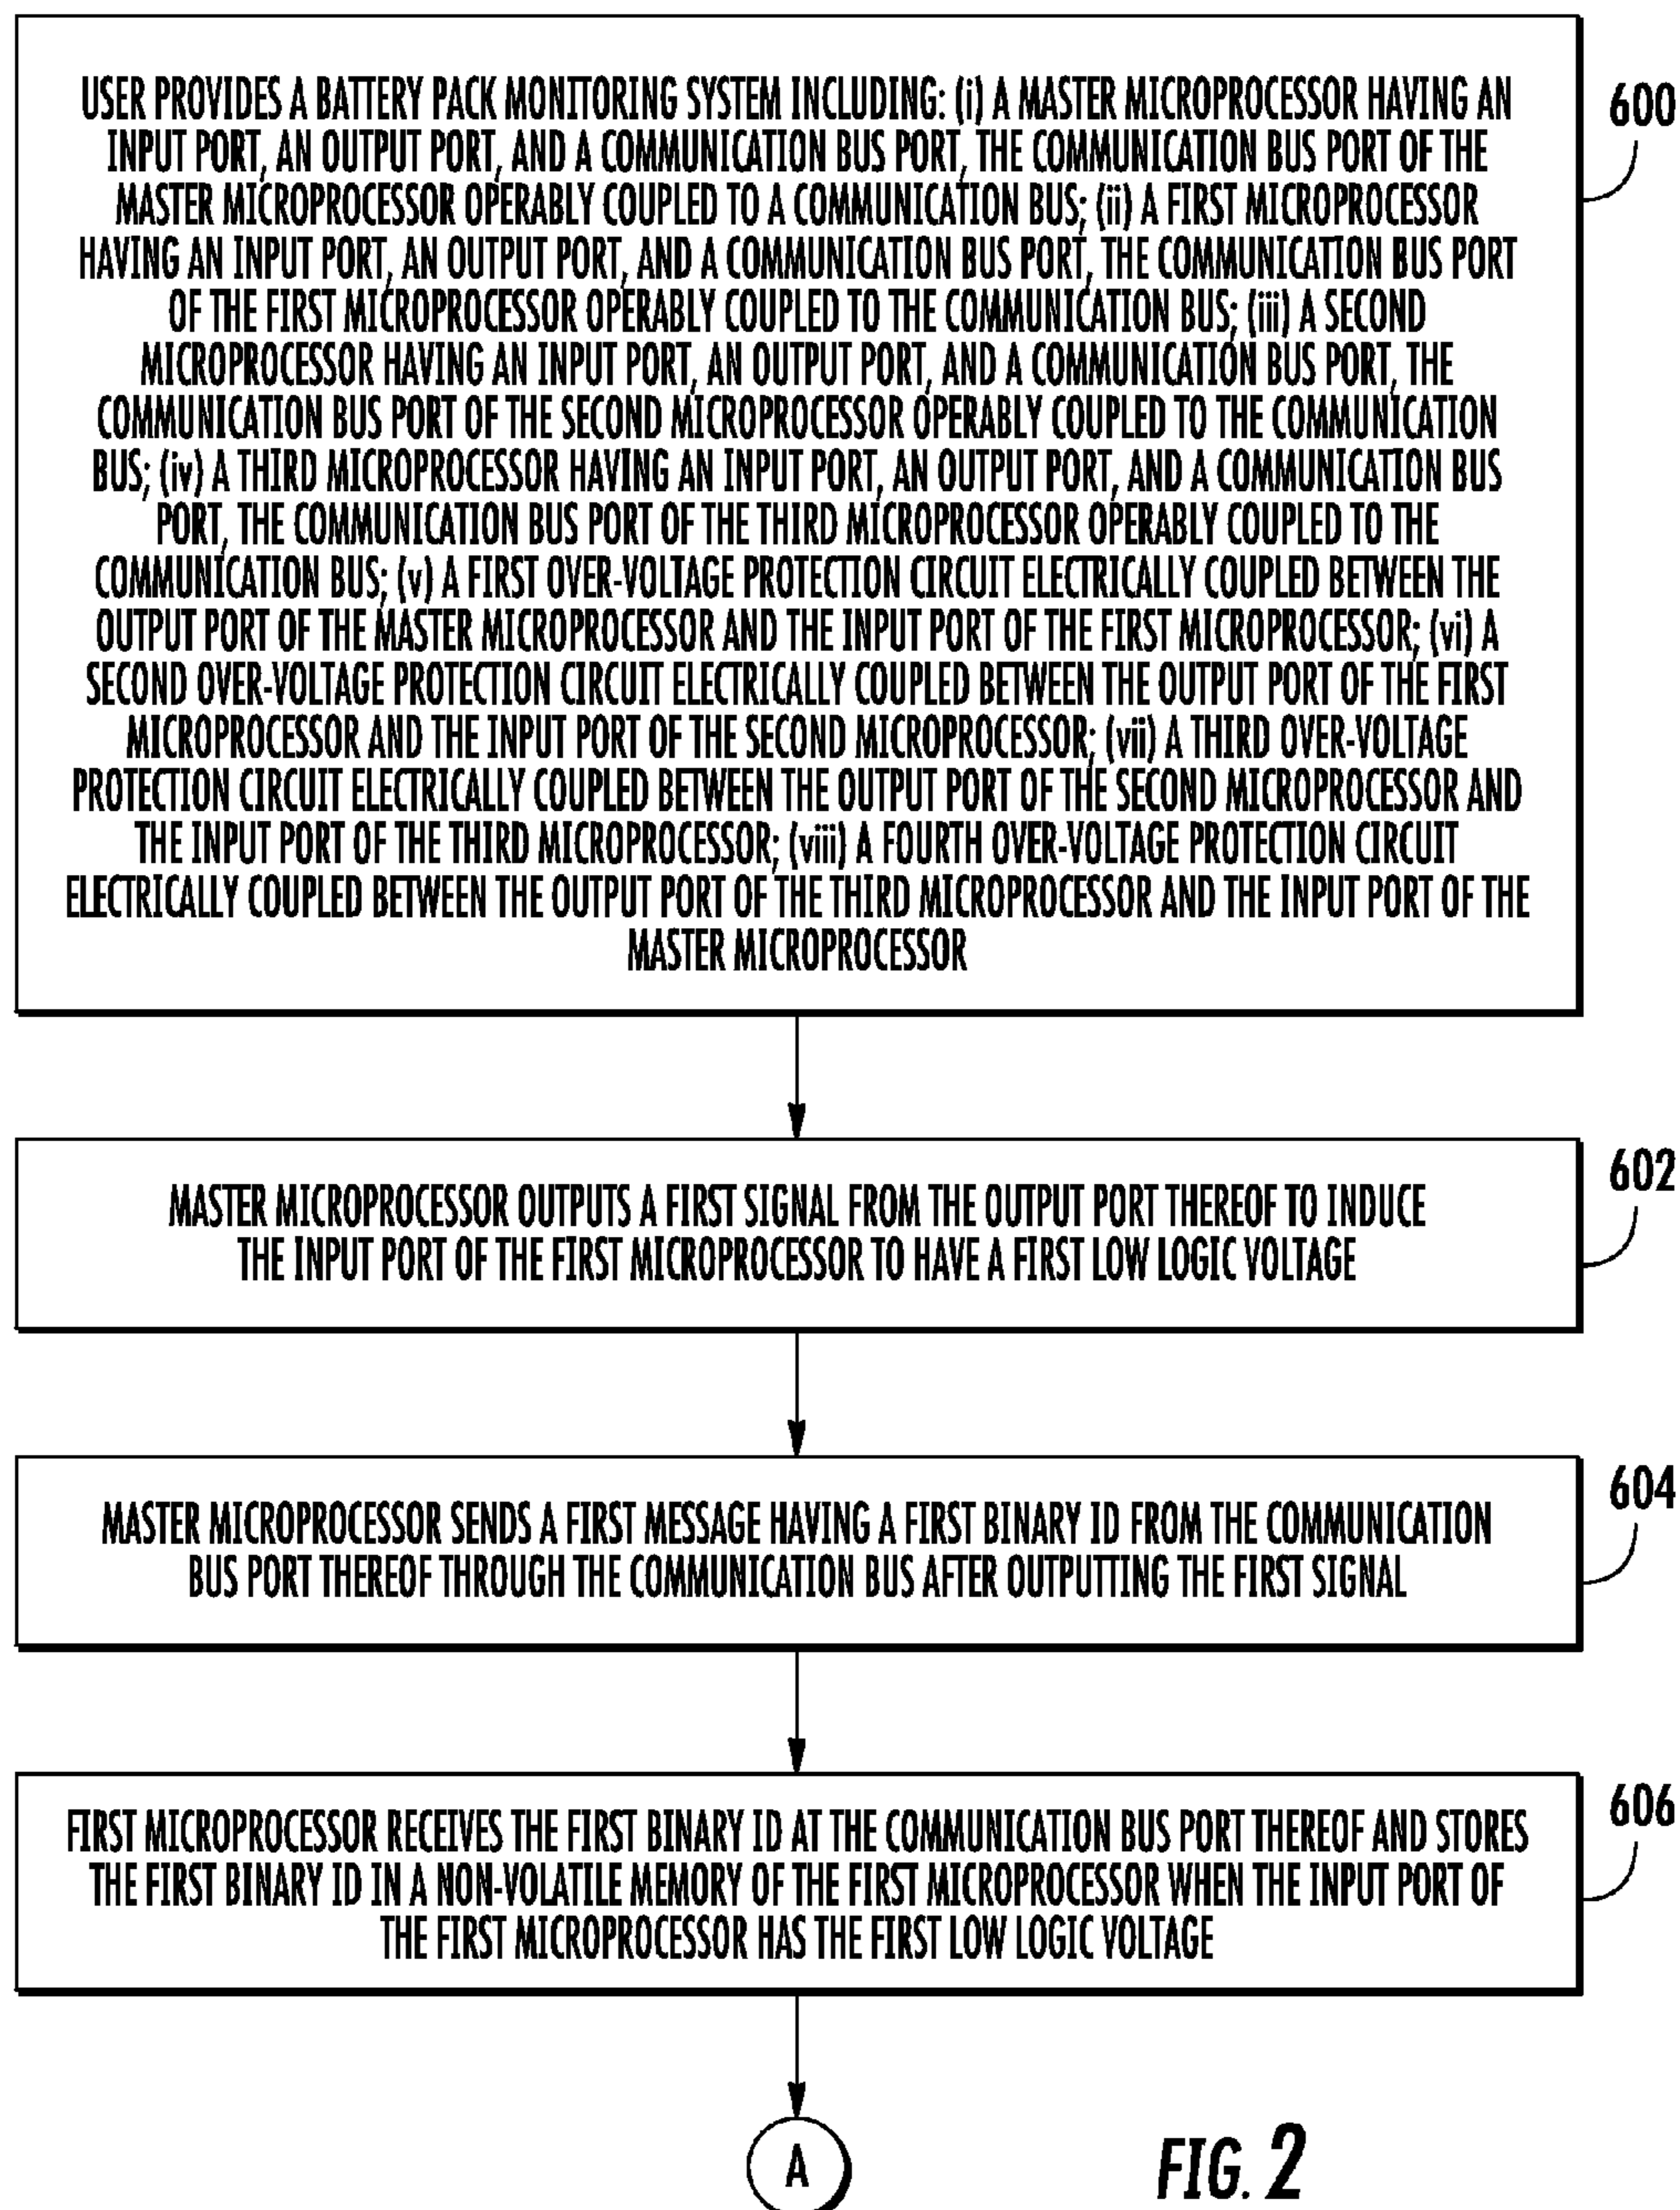 USER PROVIDES A BATTERY PACK MONITORING SYSTEM INCLUDING: (i) A MASTER MICROPROCESSOR HAVING AN
INPUT PORT, AN OUTPUT PORT, AND A COMMUNICATION BUS PORT, THE COMMUNICATION BUS PORT OF THE
MASTER MICROPROCESSOR OPERABLY COUPLED TO A COMMUNICATION BUS; (ii) A FIRST MICROPROCESSOR
HAVING AN INPUT PORT, AN OUTPUT PORT, AND A COMMUNICATION BUS PORT, THE COMMUNICATION BUS PORT
OF THE FIRST MICROPROCESSOR OPERABLY COUPLED TO THE COMMUNICATION BUS; (iii) A SECOND
MICROPROCESSOR HAVING AN INPUT PORT, AN OUTPUT PORT, AND A COMMUNICATION BUS PORT, THE
COMMUNICATION BUS PORT OF THE SECOND MICROPROCESSOR OPERABLY COUPLED TO THE COMMUNICATION
BUS; (iv) A THIRD MICROPROCESSOR HAVING AN INPUT PORT, AN OUTPUT PORT, AND A COMMUNICATION BUS
PORT, THE COMMUNICATION BUS PORT OF THE THIRD MICROPROCESSOR OPERABLY COUPLED TO THE
COMMUNICATION BUS; (v) A FIRST OVER-VOLTAGE PROTECTION CIRCUIT ELECTRICALLY COUPLED BETWEEN THE
OUTPUT PORT OF THE MASTER MICROPROCESSOR AND THE INPUT PORT OF THE FIRST MICROPROCESSOR; (vi) A
SECOND OVER-VOLTAGE PROTECTION CIRCUIT ELECTRICALLY COUPLED BETWEEN THE OUTPUT PORT OF THE FIRST
MICROPROCESSOR AND THE INPUT PORT OF THE SECOND MICROPROCESSOR; (vii) A THIRD OVER-VOLTAGE
PROTECTION CIRCUIT ELECTRICALLY COUPLED BETWEEN THE OUTPUT PORT OF THE SECOND MICROPROCESSOR AND
THE INPUT PORT OF THE THIRD MICROPROCESSOR; (viii) A FOURTH OVER-VOLTAGE PROTECTION CIRCUIT
ELECTRICALLY COUPLED BETWEEN THE OUTPUT PORT OF THE THIRD MICROPROCESSOR AND THE INPUT PORT OF THE
MASTER MICROPROCESSOR
600
MASTER MICROPROCESSOR OUTPUTS A FIRST SIGNAL FROM THE OUTPUT PORT THEREOF TO INDUCE
THE INPUT PORT OF THE FIRST MICROPROCESSOR TO HAVE A FIRST LOW LOGIC VOLTAGE
602
MASTER MICROPROCESSOR SENDS A FIRST MESSAGE HAVING A FIRST BINARY ID FROM THE COMMUNICATION
BUS PORT THEREOF THROUGH THE COMMUNICATION BUS AFTER OUTPUTTING THE FIRST SIGNAL
604
FIRST MICROPROCESSOR RECEIVES THE FIRST BINARY ID AT THE COMMUNICATION BUS PORT THEREOF AND STORES
THE FIRST BINARY ID IN A NON-VOLATILE MEMORY OF THE FIRST MICROPROCESSOR WHEN THE INPUT PORT OF
THE FIRST MICROPROCESSOR HAS THE FIRST LOW LOGIC VOLTAGE
606
A
FIG. 2